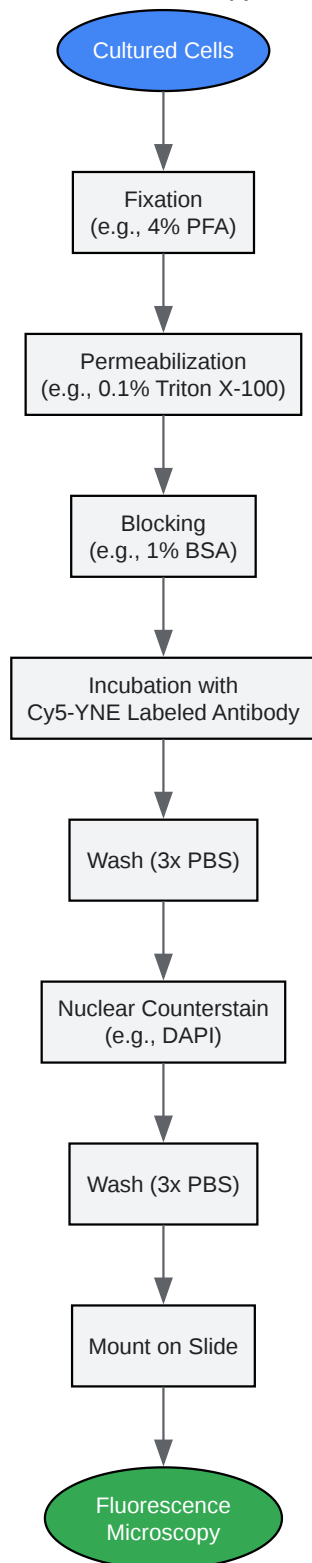 Cultured Cells
Fixation
(e.g., 4% PFA)
Permeabilization
(e.g., 0.1% Triton X-100)
Blocking
(e.g., 1% BSA)
Incubation with
Cy5-YNE Labeled Antibody
Wash (3x PBS)
Nuclear Counterstain
(e.g., DAPI)
Wash (3x PBS)
Mount on Slide
Fluorescence
Microscopy